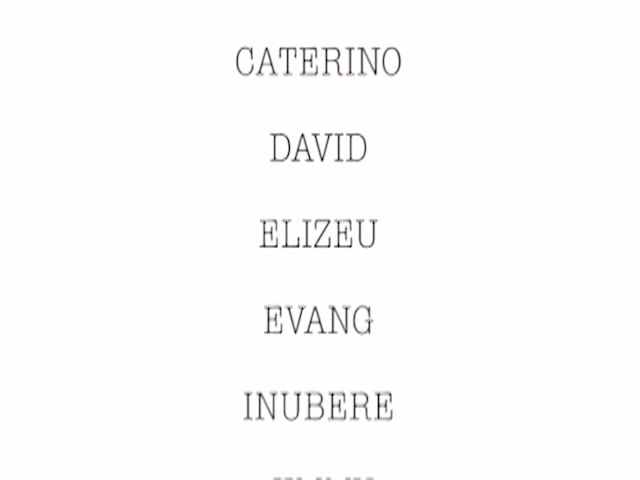 CATERINO
DAVID
ELIZEU
EVANG
INUBERE